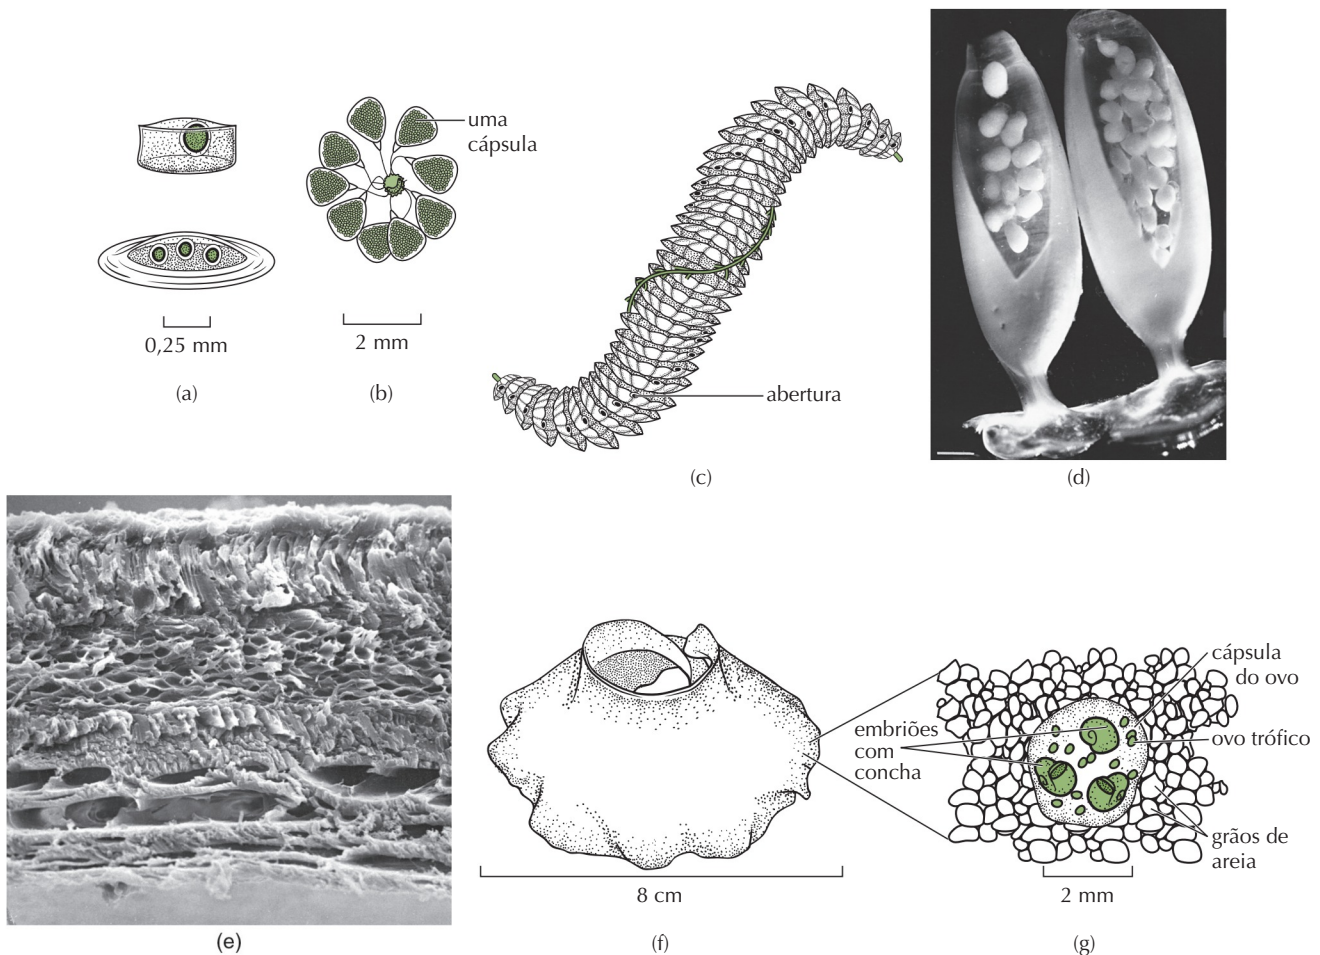 uma
cápsula
0,25 mm
2 mm
(a)
(b)
abertura
(c)
(d)
cápsula
do ovo
embriões
com
concha
ovo trófico
grãos de
areia
8 cm
2 mm
(e)
(f)
(g)